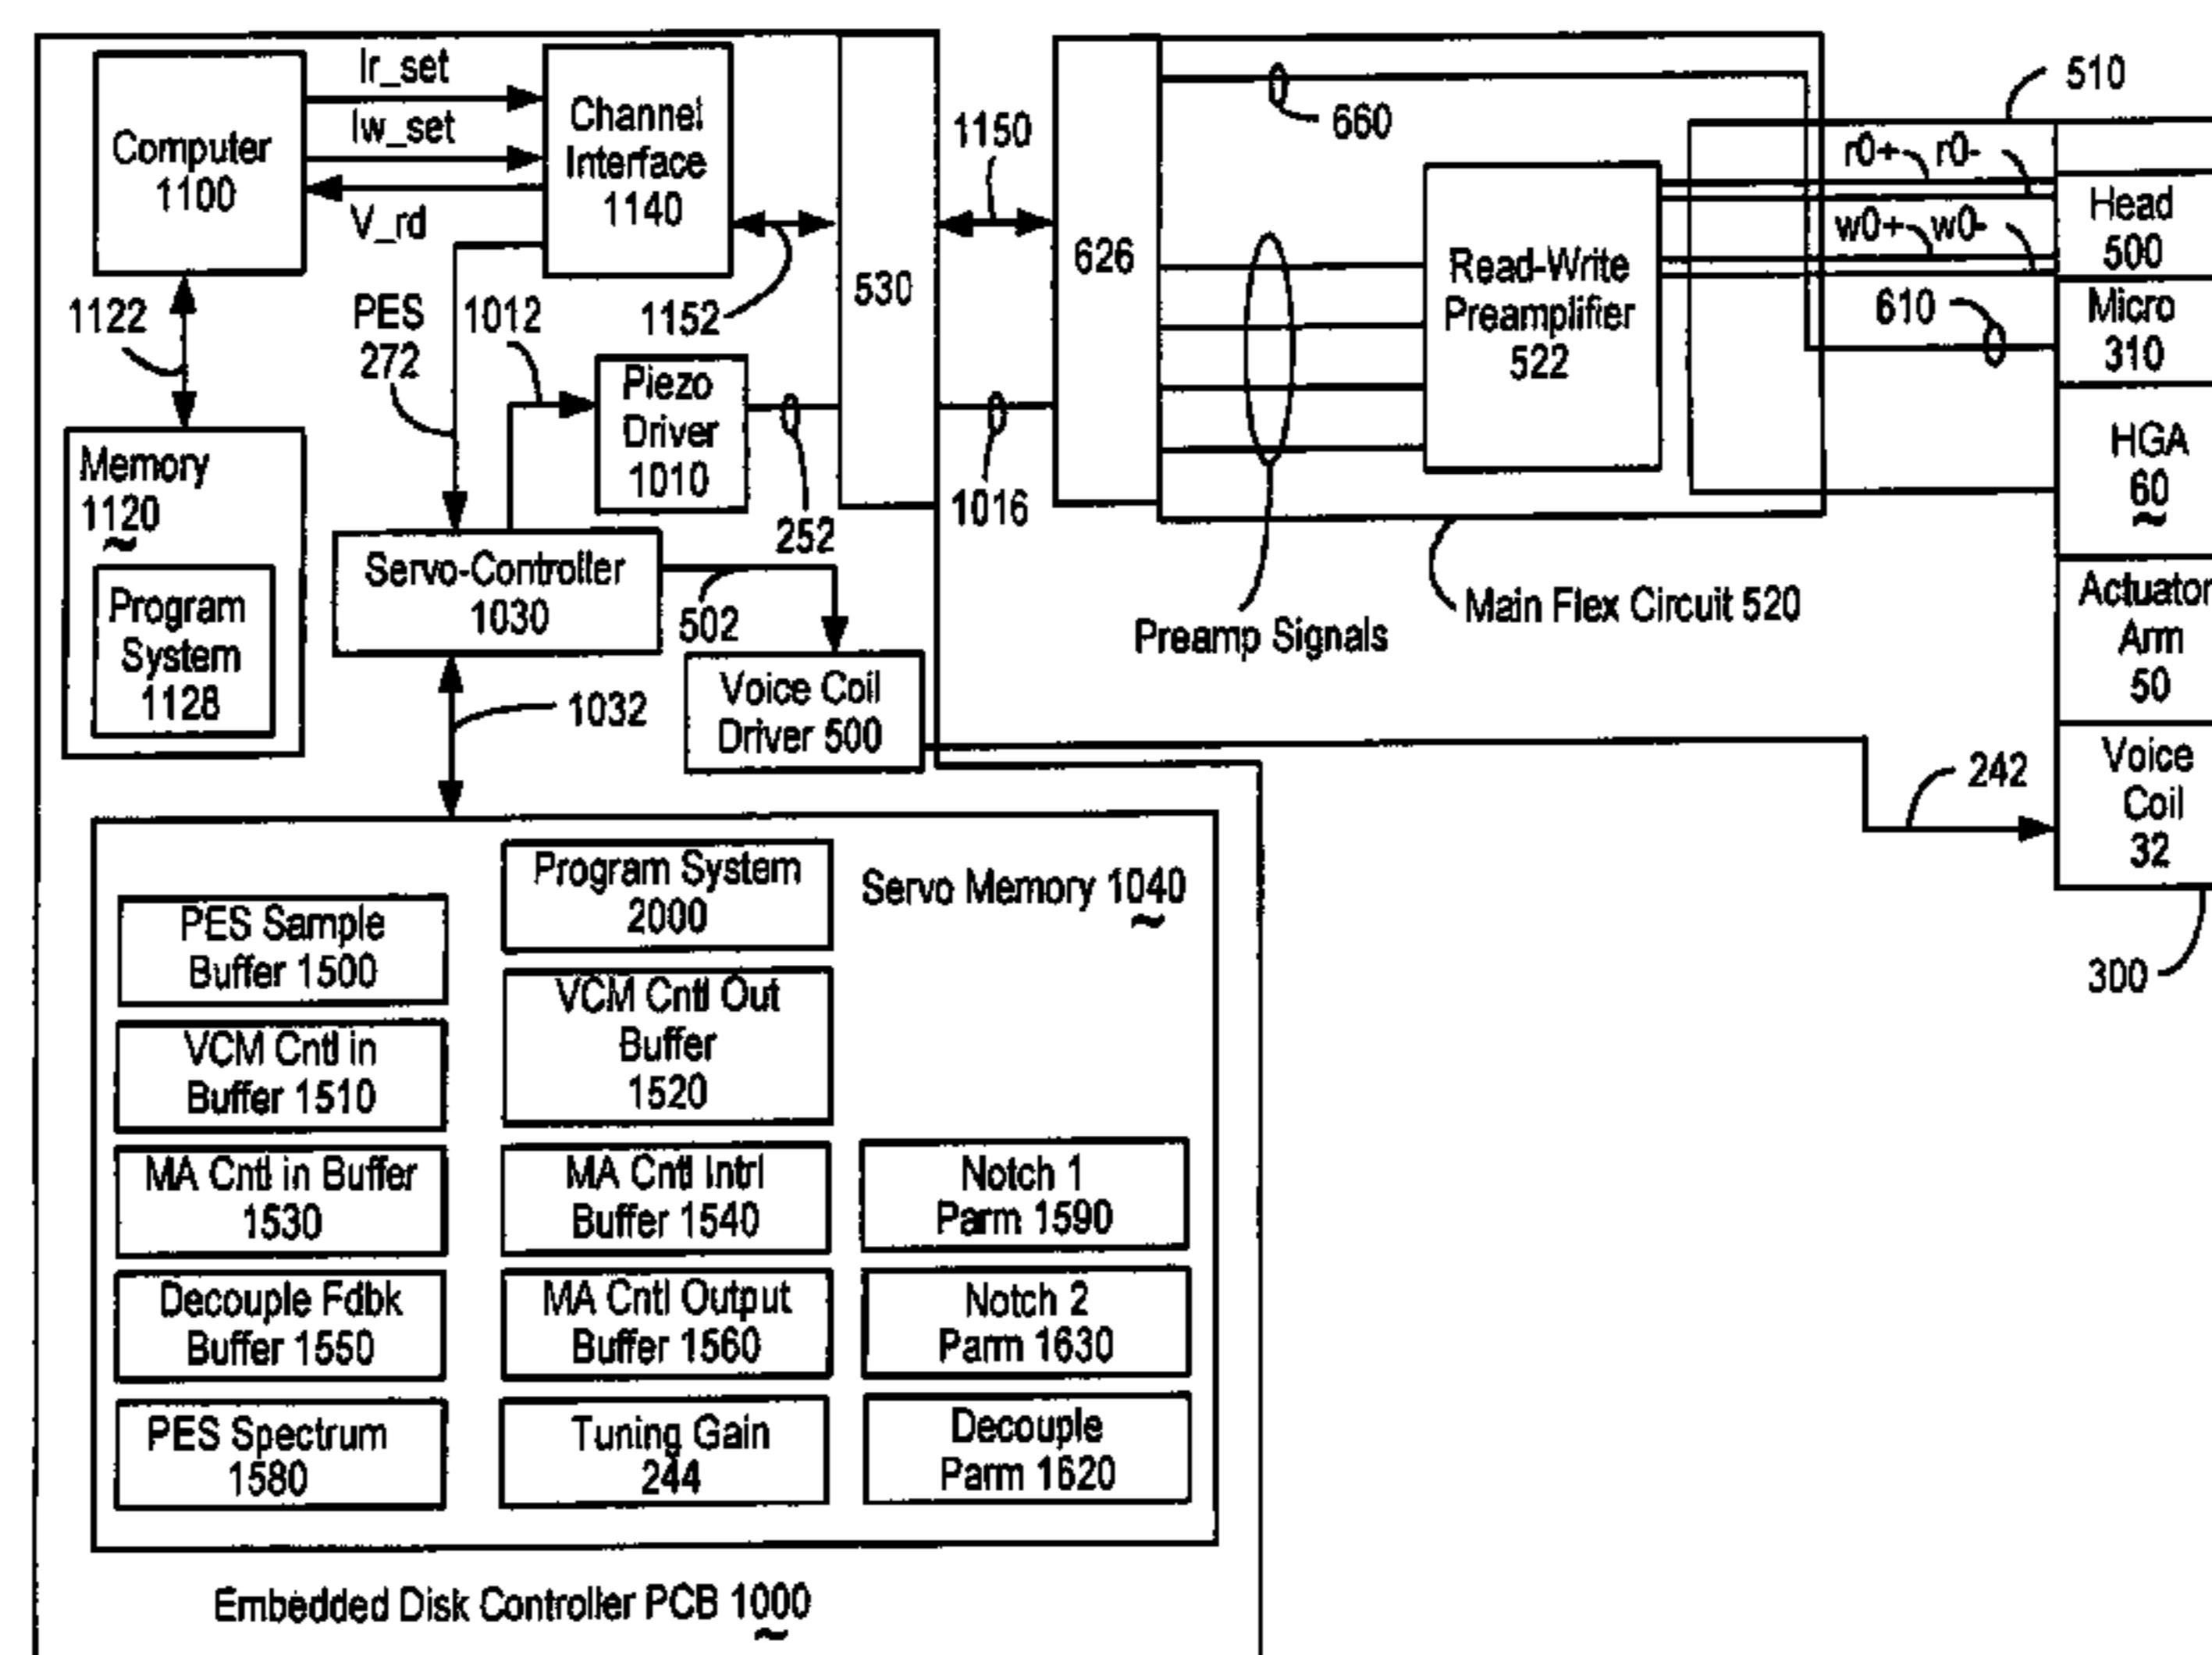 Computer
1100
Ir_set
Iw_set
V_rd
Channel
Interface
1140
1122
PES
272
1012
1152
530
1150
626
660
510
r0+
r0-
w0+
w0-
Head
500
Read-Write
Preamplifier
522
610
Micro
310
Piezo
Driver
1010
252
1016
HGA
60
Memory
1120
Program
System
1128
Servo-Controller
1030
502
Preamp Signals
Main Flex Circuit 520
Actuator
Arm
50
1032
Voice Coil
Driver 500
242
Voice
Coil
32
300
Program System
2000
Servo Memory 1040
PES Sample
Buffer 1500
VCM Cntl Out
Buffer
1520
VCM Cntl in
Buffer 1510
MA Cntl in Buffer
1530
MA Cntl Intrl
Buffer 1540
Notch 1
Parm 1590
Decouple Fdbk
Buffer 1550
MA Cntl Output
Buffer 1560
Notch 2
Parm 1630
PES Spectrum
1580
Tuning Gain
244
Decouple
Parm 1620
Embedded Disk Controller PCB 1000